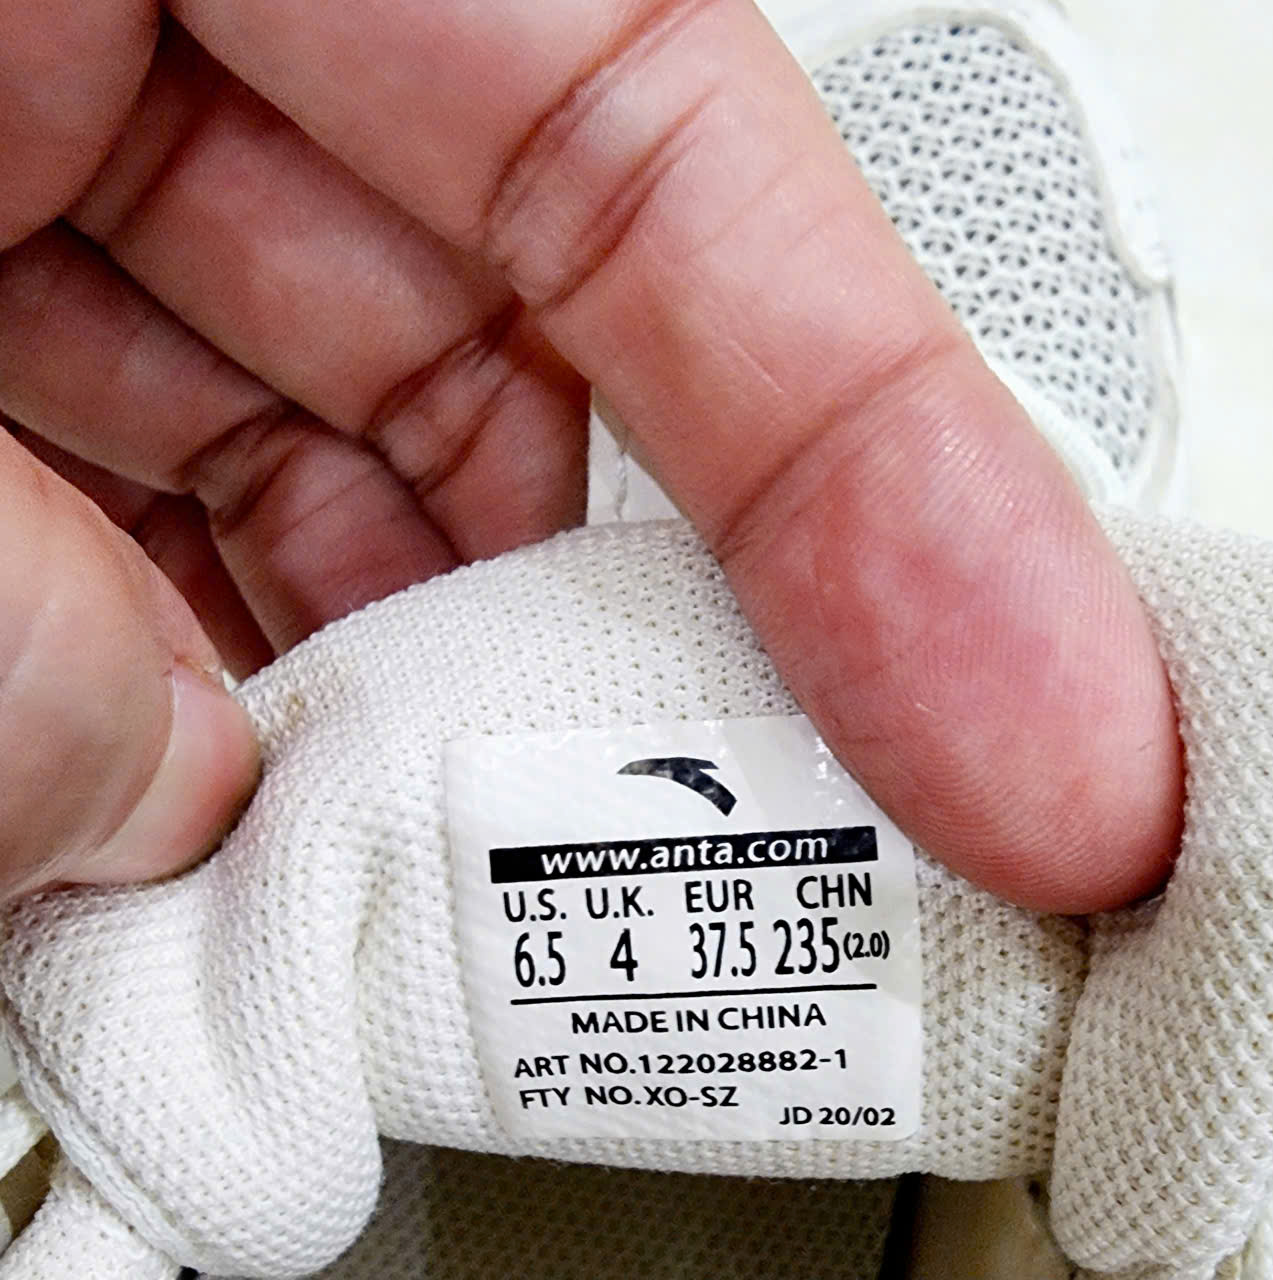 www.anta.com
U.S. U.K. EUR CHN
6.5 4 37.5 235(2.0)
MADE IN CHINA
ART NO.122028882-1
FTY NO.XO-SZ
JD 20/02